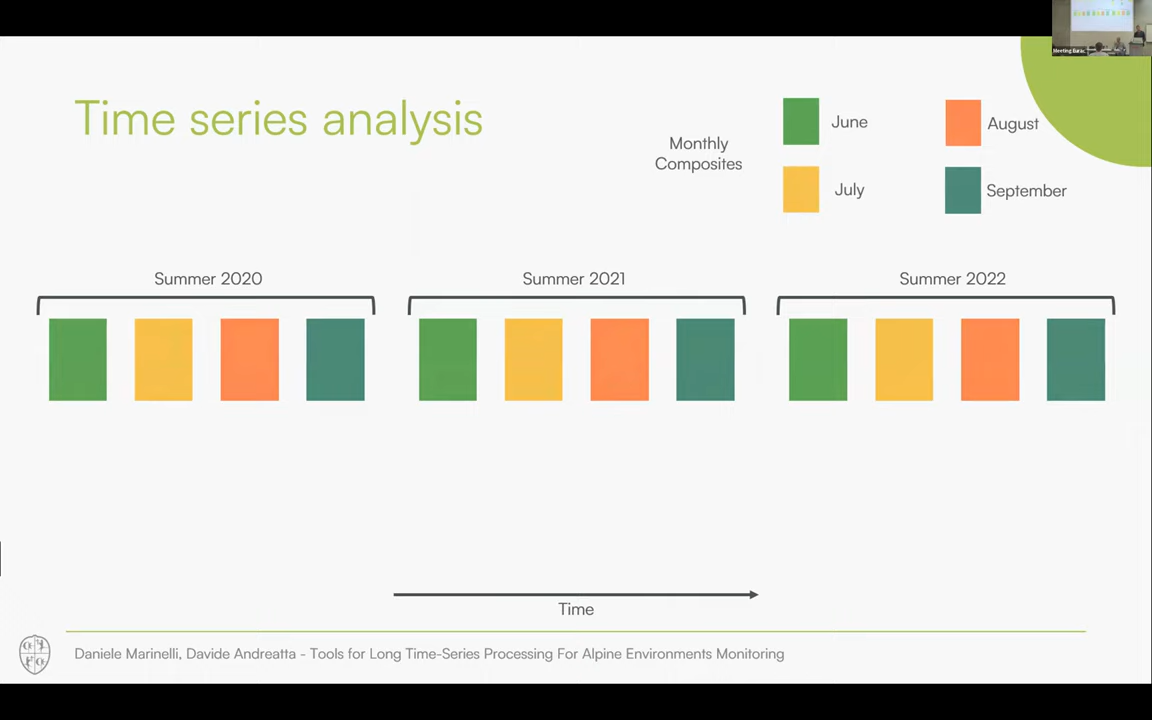 Time series analysis
Monthly
Composites
June
August
July
September
Summer 2020
Summer 2021
Summer 2022
Time
Daniele Marinelli, Davide Andreatta - Tools for Long Time-Series Processing For Alpine Environments Monitoring